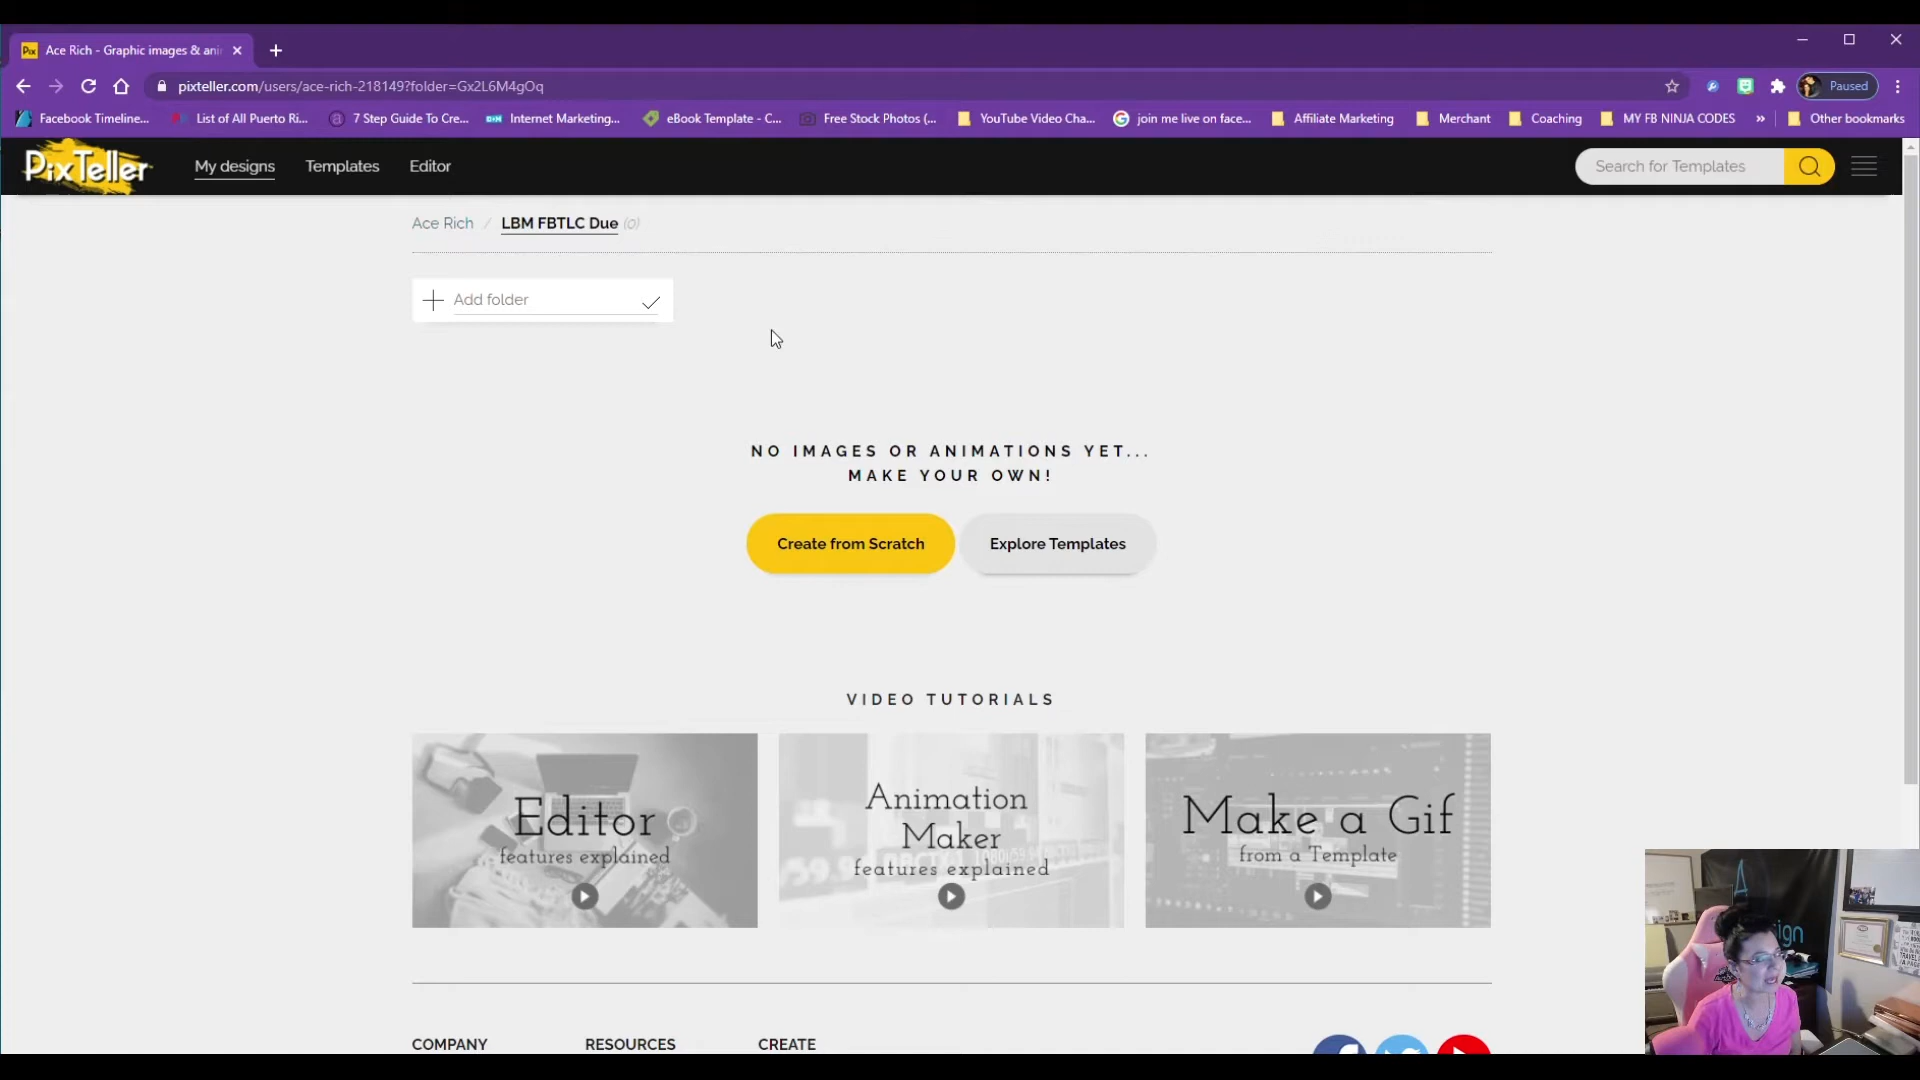 Ace Rich - Graphic images & ani
pixteller.com/users/ace-rich-218149?folder=Gx2L6M4gOq
Paused
Facebook Timeline...
List of All Puerto Ri...
7 Step Guide To Cre...
Internet Marketing...
eBook Template - C...
Free Stock Photos (...
YouTube Video Cha...
join me live on face...
Affiliate Marketing
Merchant
Coaching
MY FB NINJA CODES
»
Other bookmarks
PixTeller
My designs
Templates
Editor
Search for Templates
Ace Rich / LBM FBTLC Due (0)
Add folder
NO IMAGES OR ANIMATIONS YET...
MAKE YOUR OWN!
Create from Scratch
Explore Templates
VIDEO TUTORIALS
Editor
features explained
Animation
Maker
features explained
Make a Gif
from a Template
COMPANY
RESOURCES
CREATE